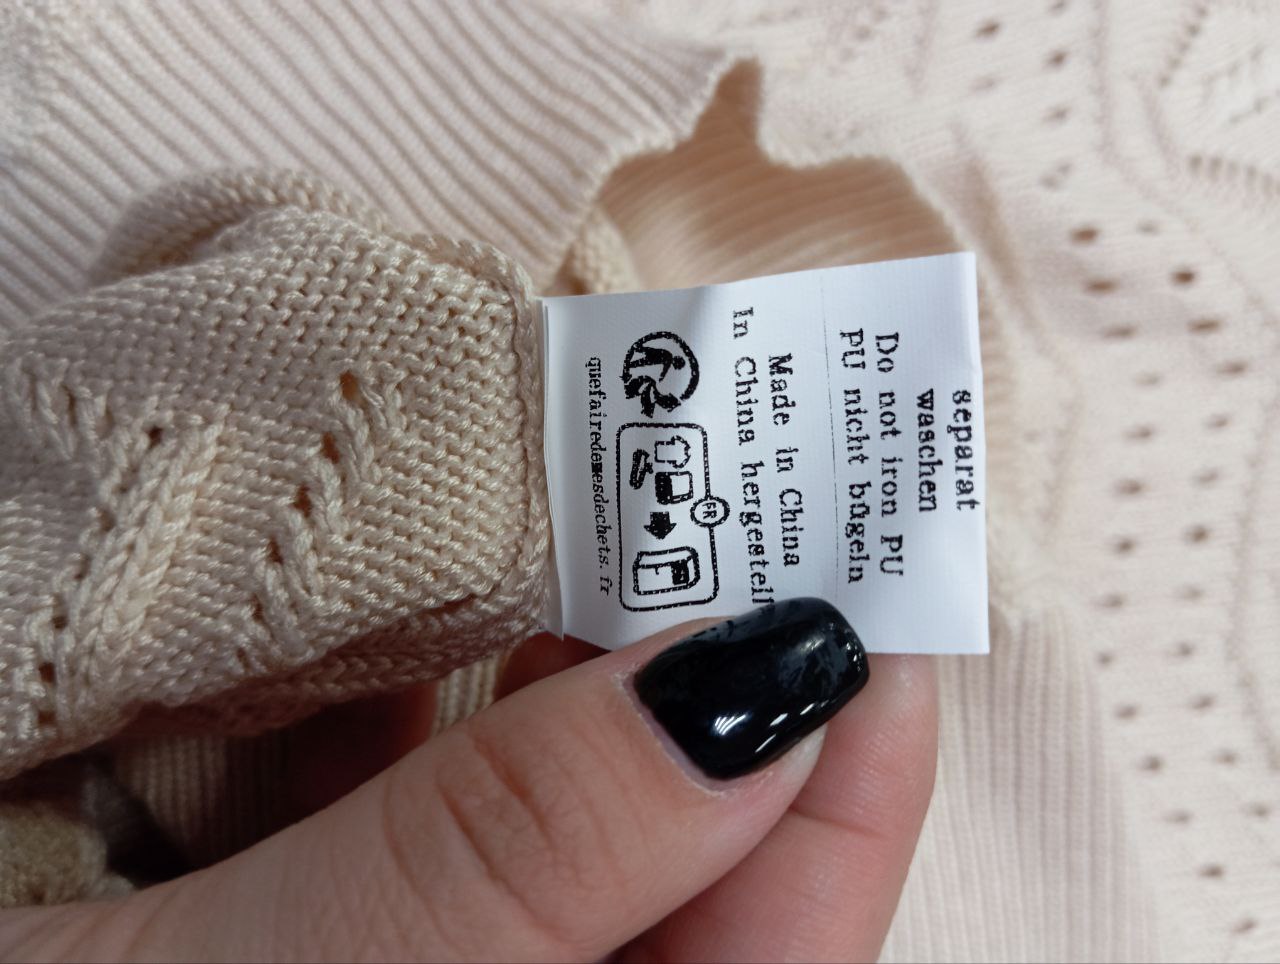 separat
waschen
Do not iron PU
PU nicht bügeln
Made in China
In China hergestellt
FR
quefairedemesdechets.fr